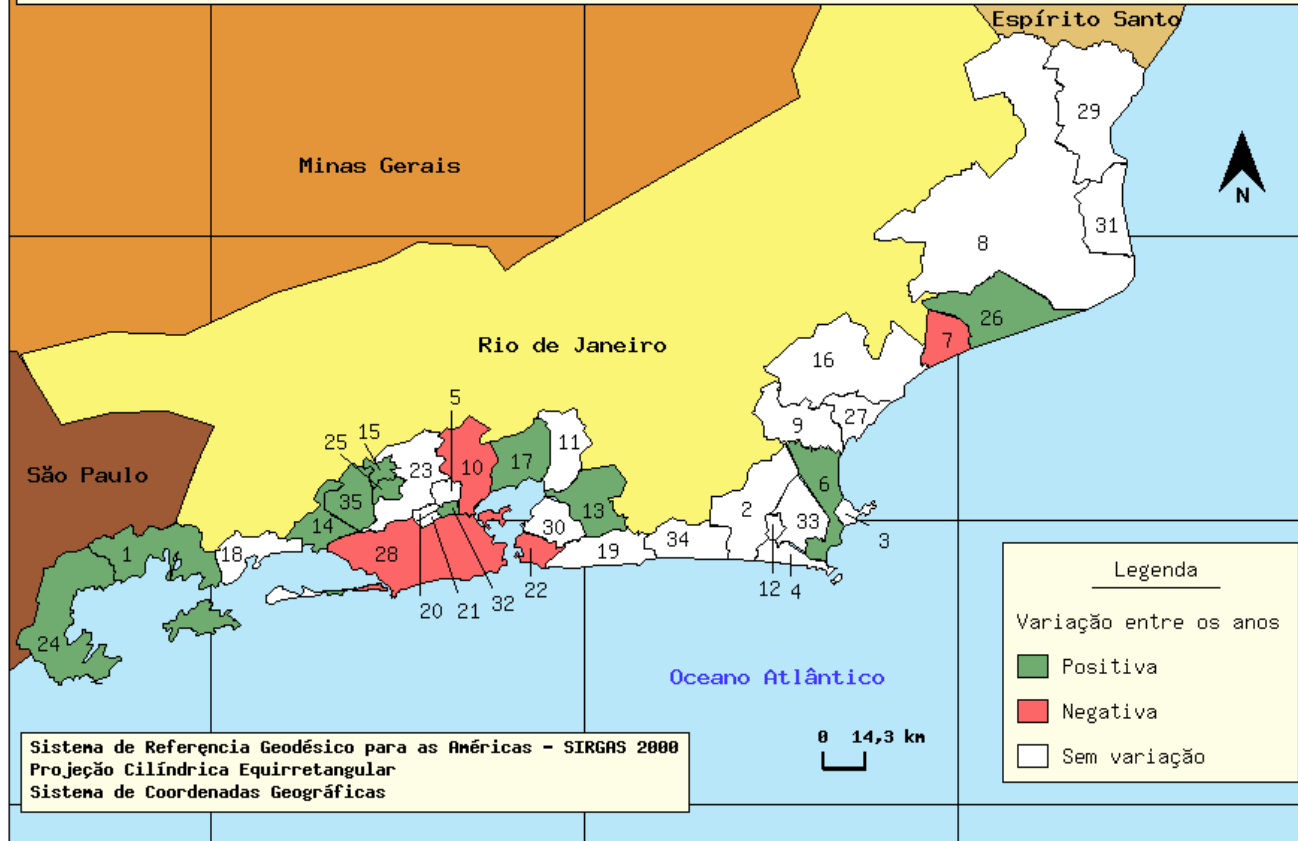 Espírito Santo
29
Minas Gerais
N
31
8
26
7
Rio de Janeiro
16
5
27
9
15
11
25
17
23
10
São Paulo
6
35
13
2
33
14
30
3
1
28
18
19
34
12
4
22
32
20
21
24
Legenda
Variação entre os anos
Positiva
Negativa
Sem variação
Oceano Atlântico
0 14,3 km
Sistema de Referençia Geodésico para as Américas - SIRGAS 2000
Projeção Cilíndrica Equirretangular
Sistema de Coordenadas Geográficas